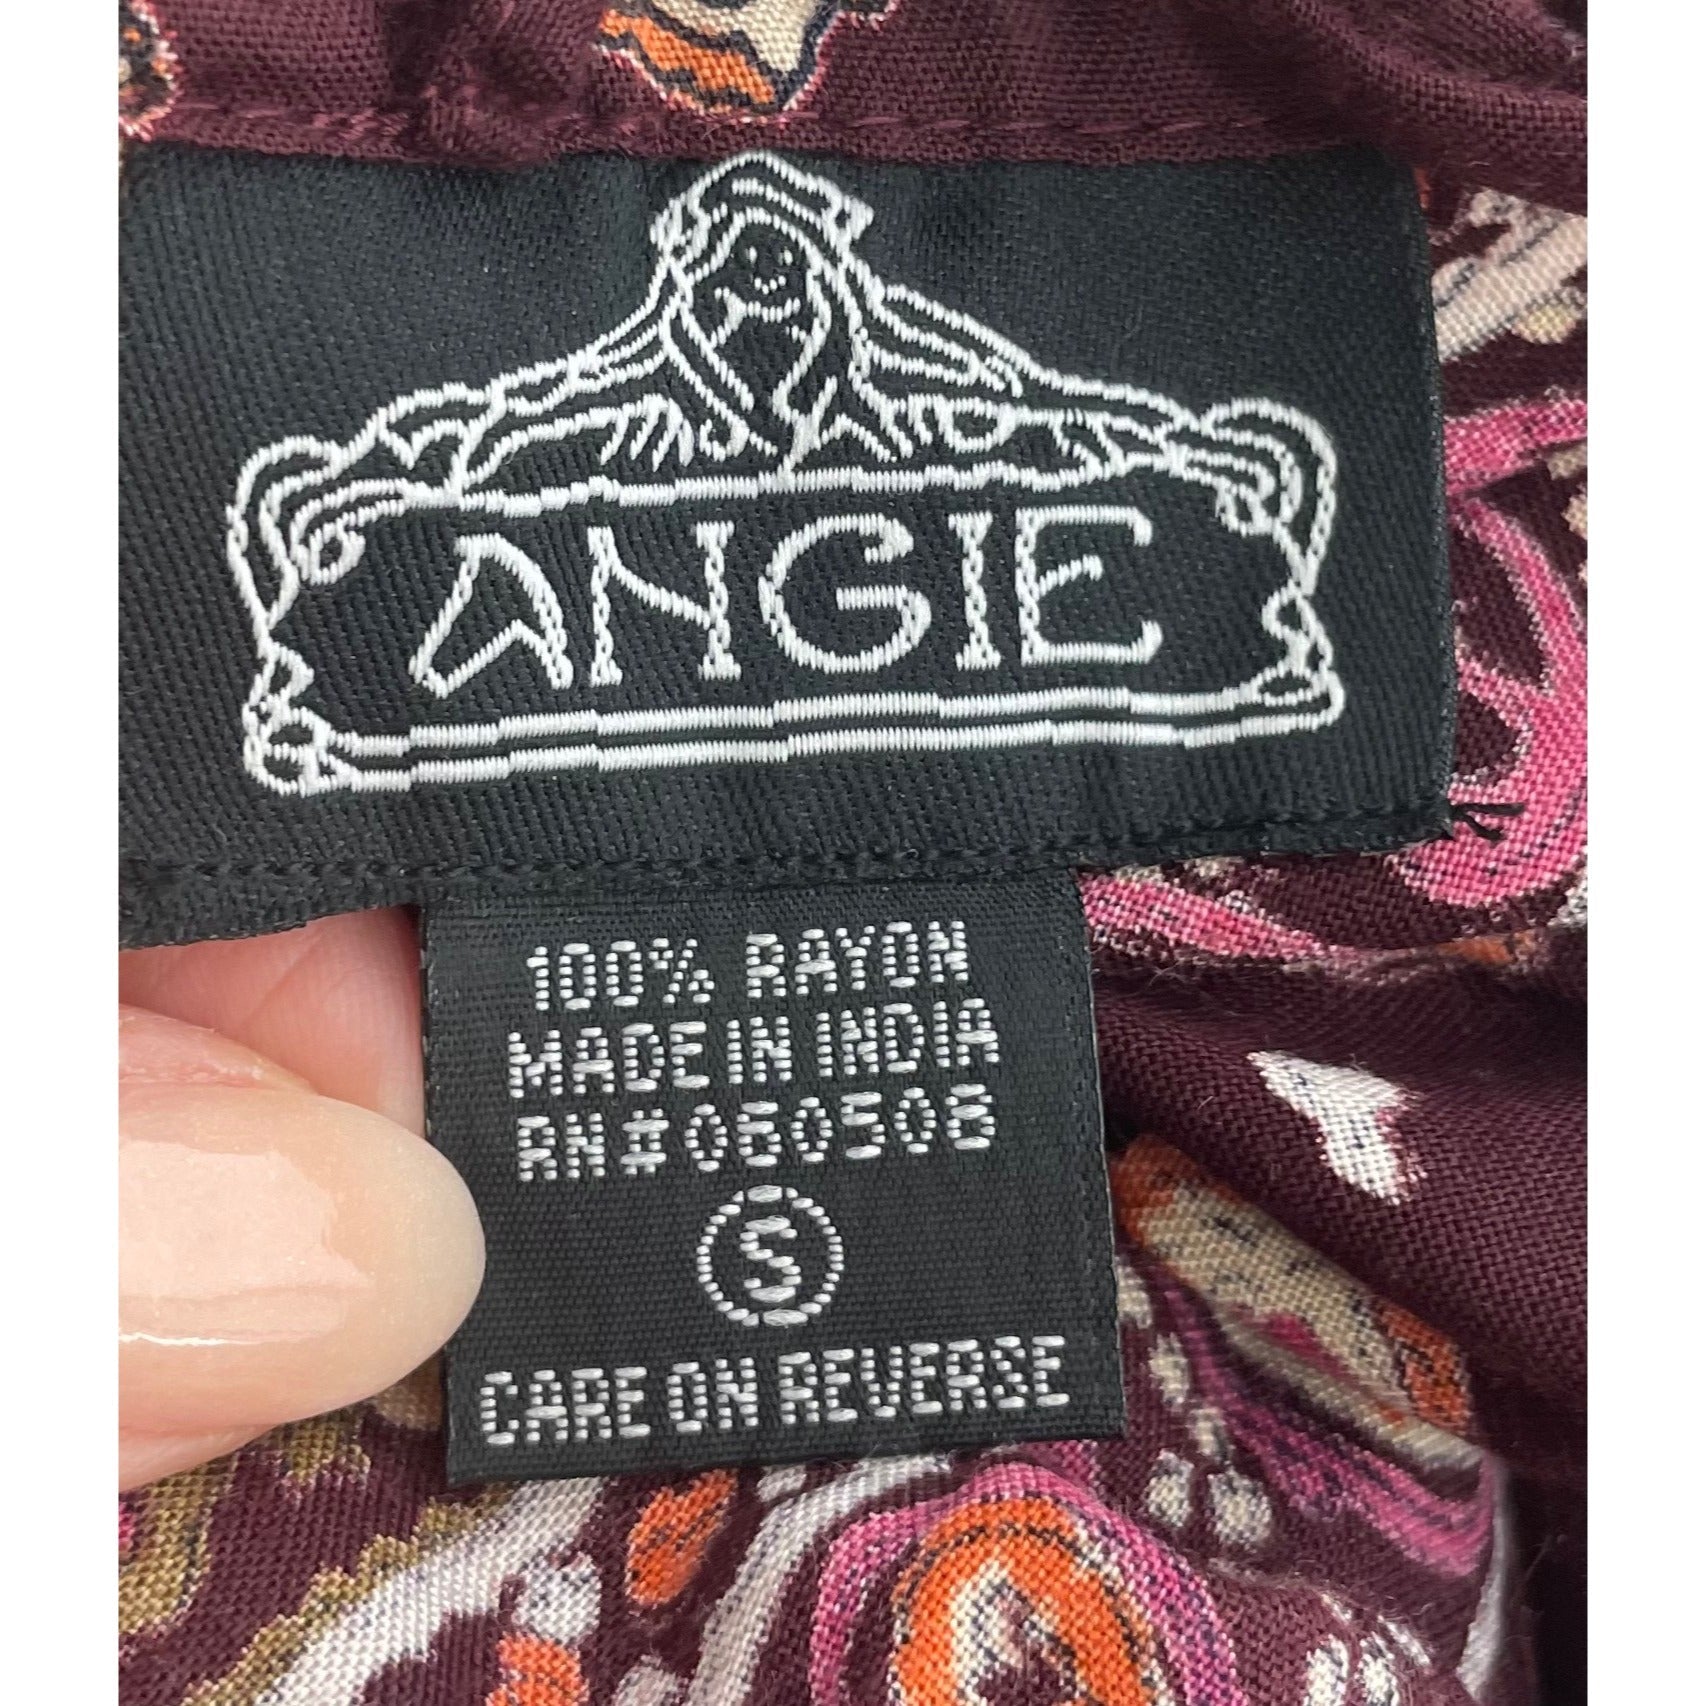 ANGIE
100% RAYON
MADE IN INDIA
RN#060508
S
CARE ON REVERSE